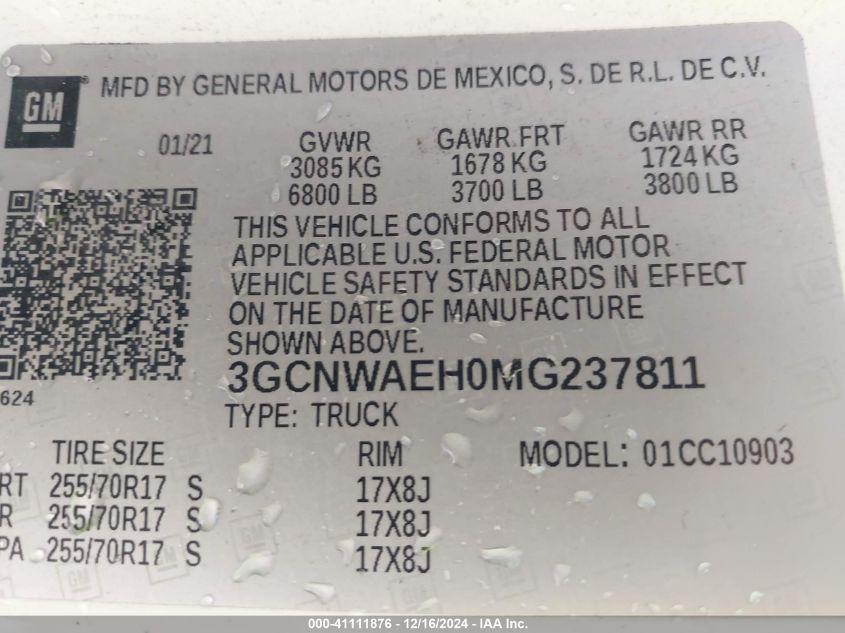 GM ® MFD BY GENERAL MOTORS DE MEXICO, S. DE R.L. DE C.V.
01/21 GVWR GAWR FRT GAWR RR
3085 KG 1678 KG 1724 KG
6800 LB 3700 LB 3800 LB
THIS VEHICLE CONFORMS TO ALL
APPLICABLE U.S. FEDERAL MOTOR
VEHICLE SAFETY STANDARDS IN EFFECT
ON THE DATE OF MANUFACTURE
SHOWN ABOVE.
3GCNWAEH0MG237811
624
TYPE: TRUCK
TIRE SIZE RIM MODEL: 01CC10903
RT 255/70R17 S 17X8J
R 255/70R17 S 17X8J
PA 255/70R17 S 17X8J
000-41111876 - 12/16/2024 - IAA Inc.